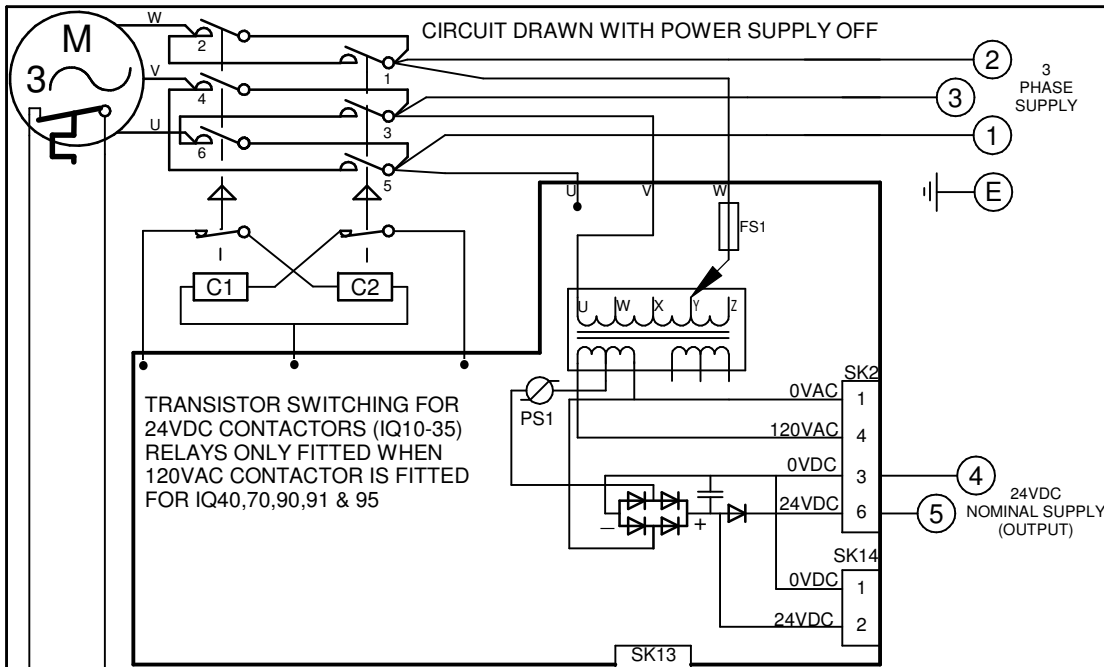 CIRCUIT DRAWN WITH POWER SUPPLY OFF
W
M
3
V
U
2
4
6
1
3
5
2
3
1
E
3
PHASE
SUPPLY
U
V
W
FS1
C1
C2
U
W
X
Y
Z
PS1
TRANSISTOR SWITCHING FOR
24VDC CONTACTORS (IQ10-35)
RELAYS ONLY FITTED WHEN
120VAC CONTACTOR IS FITTED
FOR IQ40,70,90,91 & 95
SK2
0VAC 1
120VAC 4
0VDC 3
24VDC 6
4
5
24VDC
NOMINAL SUPPLY
(OUTPUT)
− +
SK14
0VDC 1
24VDC 2
SK13